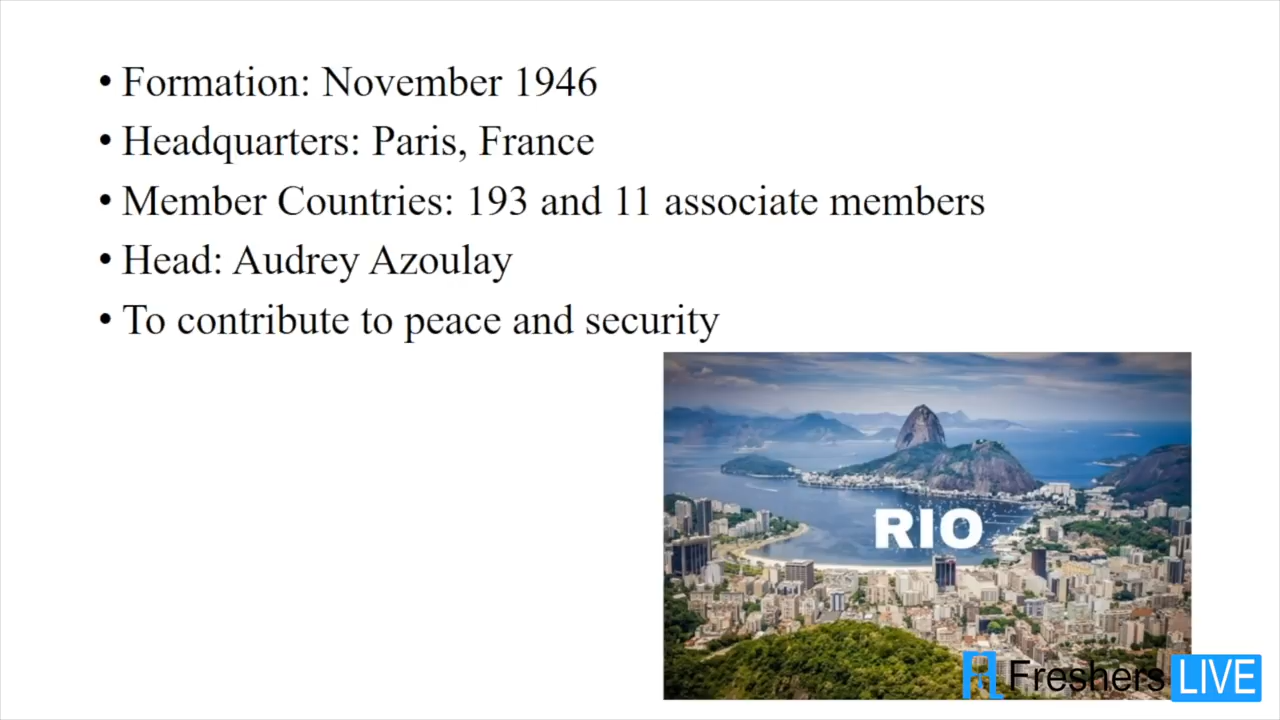 • Formation: November 1946
• Headquarters: Paris, France
• Member Countries: 193 and 11 associate members
• Head: Audrey Azoulay
• To contribute to peace and security
RIO
Freshers LIVE